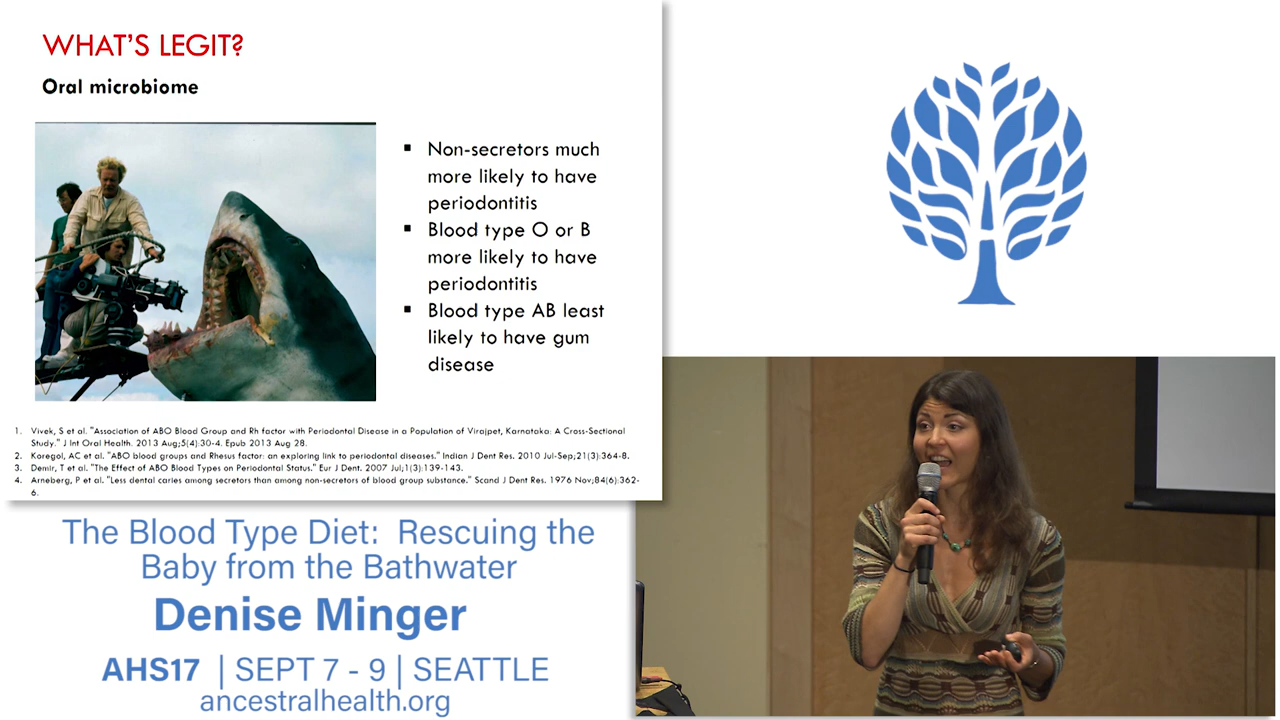 WHAT'S LEGIT?
Oral microbiome
▪ Non-secretors much
more likely to have
periodontitis
▪ Blood type O or B
more likely to have
periodontitis
▪ Blood type AB least
likely to have gum
disease
1. Vivek, S et al. "Association of ABO Blood Group and Rh factor with Periodontal Disease in a Population of Virajpet, Karnataka: A Cross-Sectional
Study." J Int Oral Health. 2013 Aug;5(4):30-4. Epub 2013 Aug 28.
2. Koregol, AC et al. "ABO blood groups and Rhesus factor: an exploring link to periodontal diseases." Indian J Dent Res. 2010 Jul-Sep;21(3):364-8.
3. Demir, T et al. "The Effect of ABO Blood Types on Periodontal Status." Eur J Dent. 2007 Jul;1(3):139-143.
4. Arneberg, P et al. "Less dental caries among secretors than among non-secretors of blood group substance." Scand J Dent Res. 1976 Nov;84(6):362-
6.
The Blood Type Diet: Rescuing the
Baby from the Bathwater
Denise Minger
AHS17 | SEPT 7 - 9 | SEATTLE
ancestralhealth.org